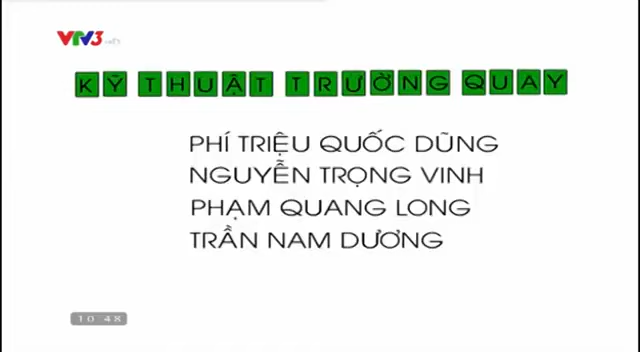 VTV3
KỸ THUẬT TRƯỜNG QUAY
PHÍ TRIỆU QUỐC DŨNG
NGUYỄN TRỌNG VINH
PHẠM QUANG LONG
TRẦN NAM DƯƠNG
10 48